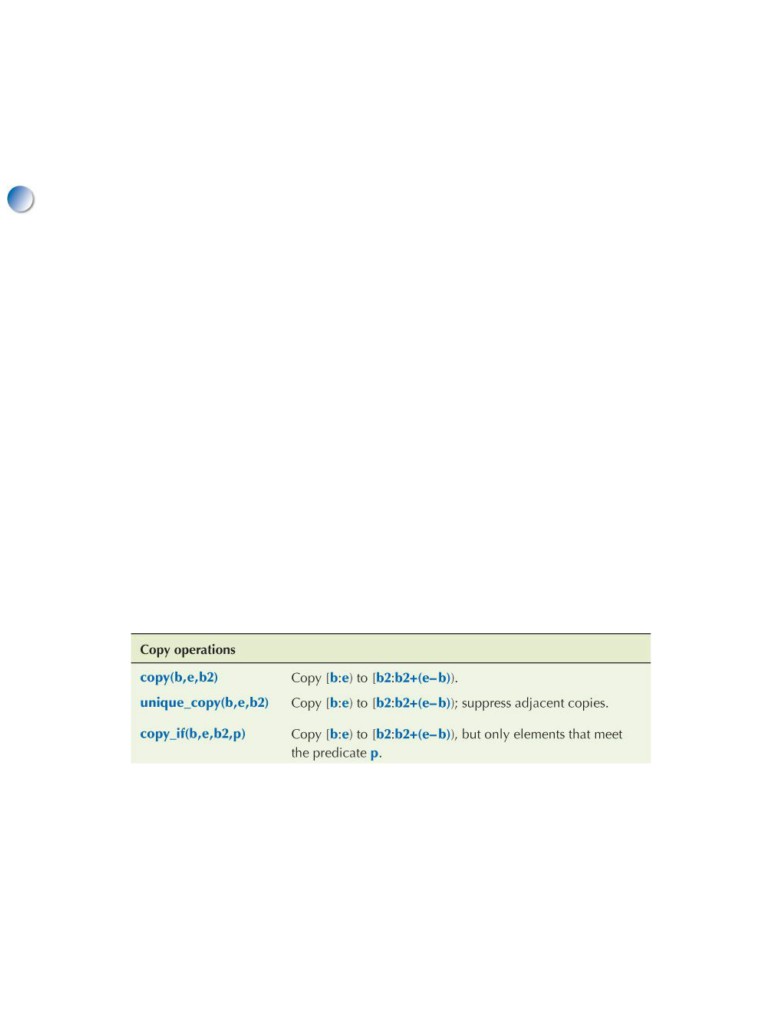 Copy operations
copy(b,e,b2) Copy [b:e) to [b2:b2+(e–b)).
unique_copy(b,e,b2) Copy [b:e) to [b2:b2+(e–b)); suppress adjacent copies.
copy_if(b,e,b2,p) Copy [b:e) to [b2:b2+(e–b)), but only elements that meet
the predicate p.